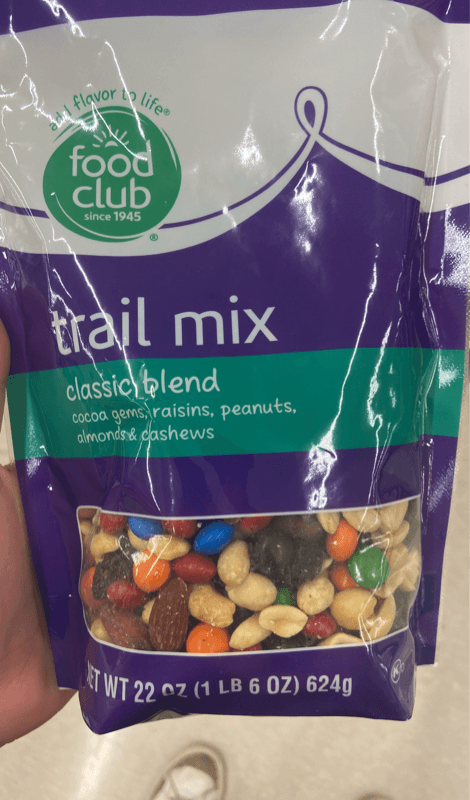 add flavor to life®
food
club
since 1945
®
trail mix
classic blend
cocoa gems, raisins, peanuts,
almonds & cashews
NET WT 22 OZ (1 LB 6 OZ) 624g